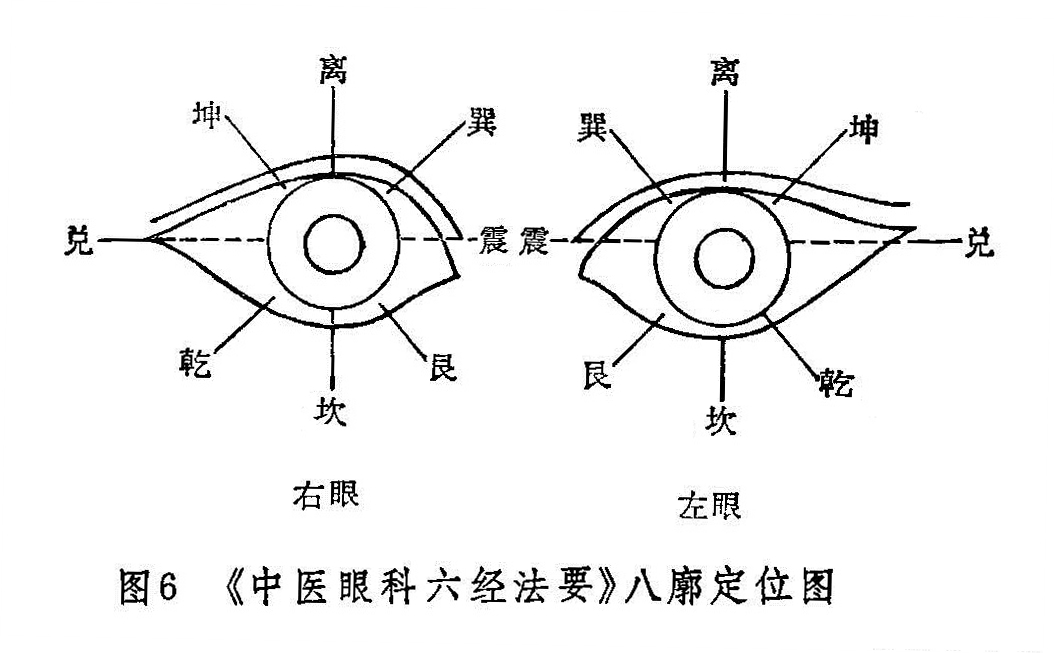 离 离
坤 巽 巽 坤
兑 震 震 兑
乾 艮 艮 乾
坎 坎
右眼 左眼
图6 《中医眼科六经法要》八廓定位图